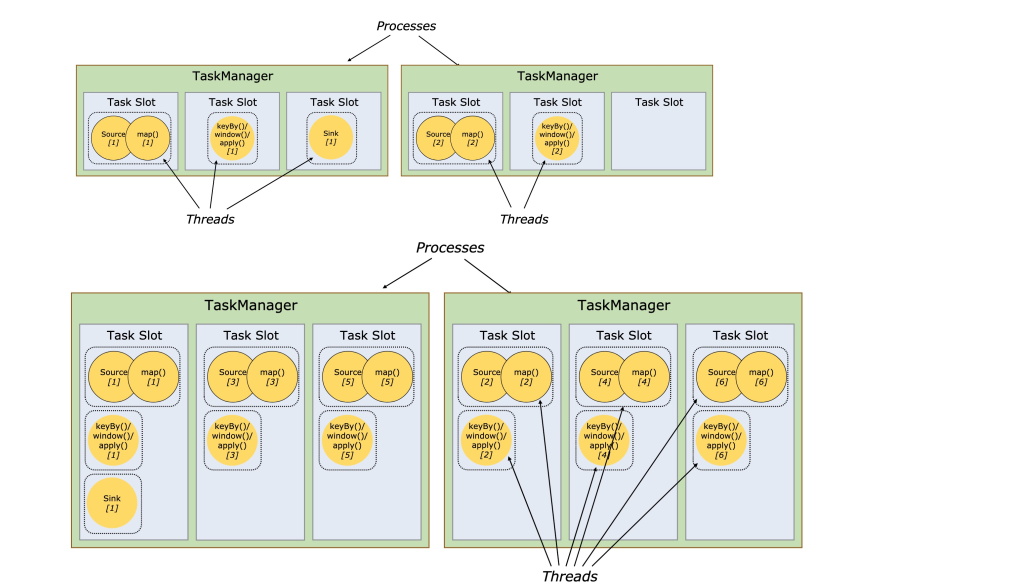 Processes
TaskManager
TaskManager
Task Slot
Task Slot
Task Slot
Task Slot
Task Slot
Task Slot
Source
[1]
map()
[1]
keyBy()/
window()/
apply()
[1]
Sink
[1]
Source
[2]
map()
[2]
keyBy()/
window()/
apply()
[2]
Threads
Threads
Processes
TaskManager
TaskManager
Task Slot
Task Slot
Task Slot
Task Slot
Task Slot
Task Slot
Source
[1]
map()
[1]
Source
[3]
map()
[3]
Source
[5]
map()
[5]
Source
[2]
map()
[2]
Source
[4]
map()
[4]
Source
[6]
map()
[6]
keyBy()/
window()/
apply()
[1]
keyBy()/
window()/
apply()
[3]
keyBy()/
window()/
apply()
[5]
keyBy()/
window()/
apply()
[2]
keyBy()/
window()/
apply()
[4]
keyBy()/
window()/
apply()
[6]
Sink
[1]
Threads